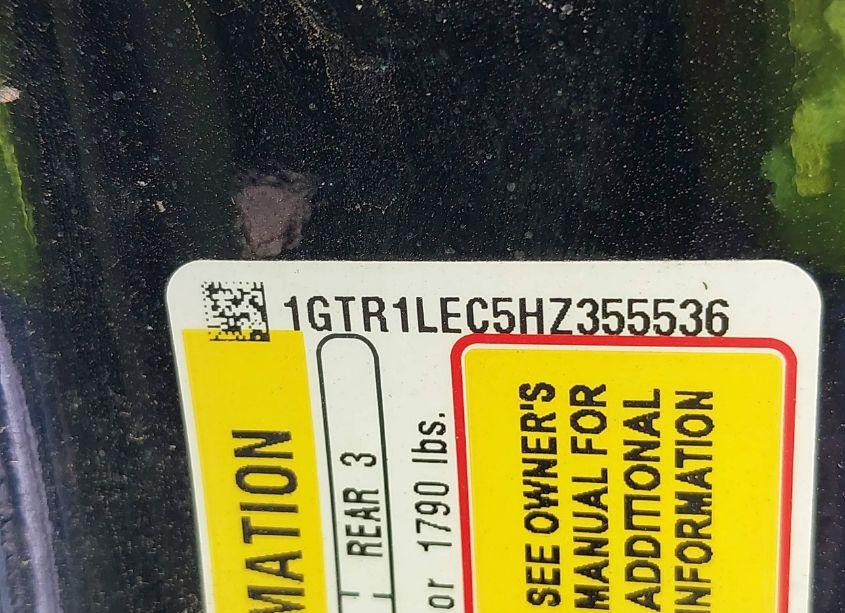 1GTR1LEC5HZ355536
MATION
REAR 3
or 1790 lbs.
SEE OWNER'S
MANUAL FOR
ADDITIONAL
INFORMATION